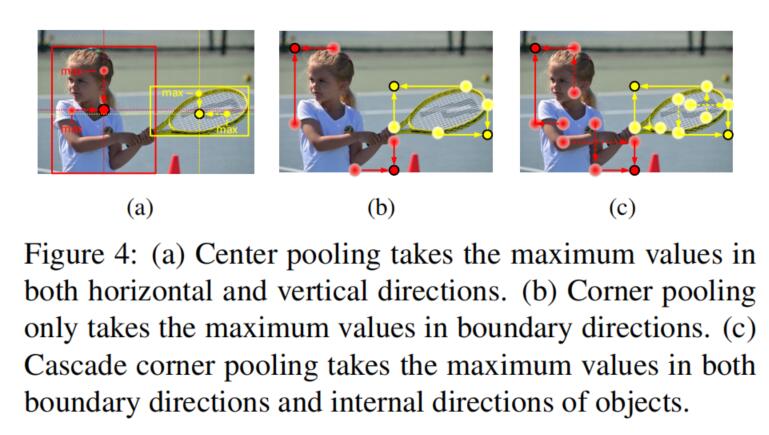 max
max
max
max
(a)
(b)
(c)
Figure 4: (a) Center pooling takes the maximum values in
both horizontal and vertical directions. (b) Corner pooling
only takes the maximum values in boundary directions. (c)
Cascade corner pooling takes the maximum values in both
boundary directions and internal directions of objects.